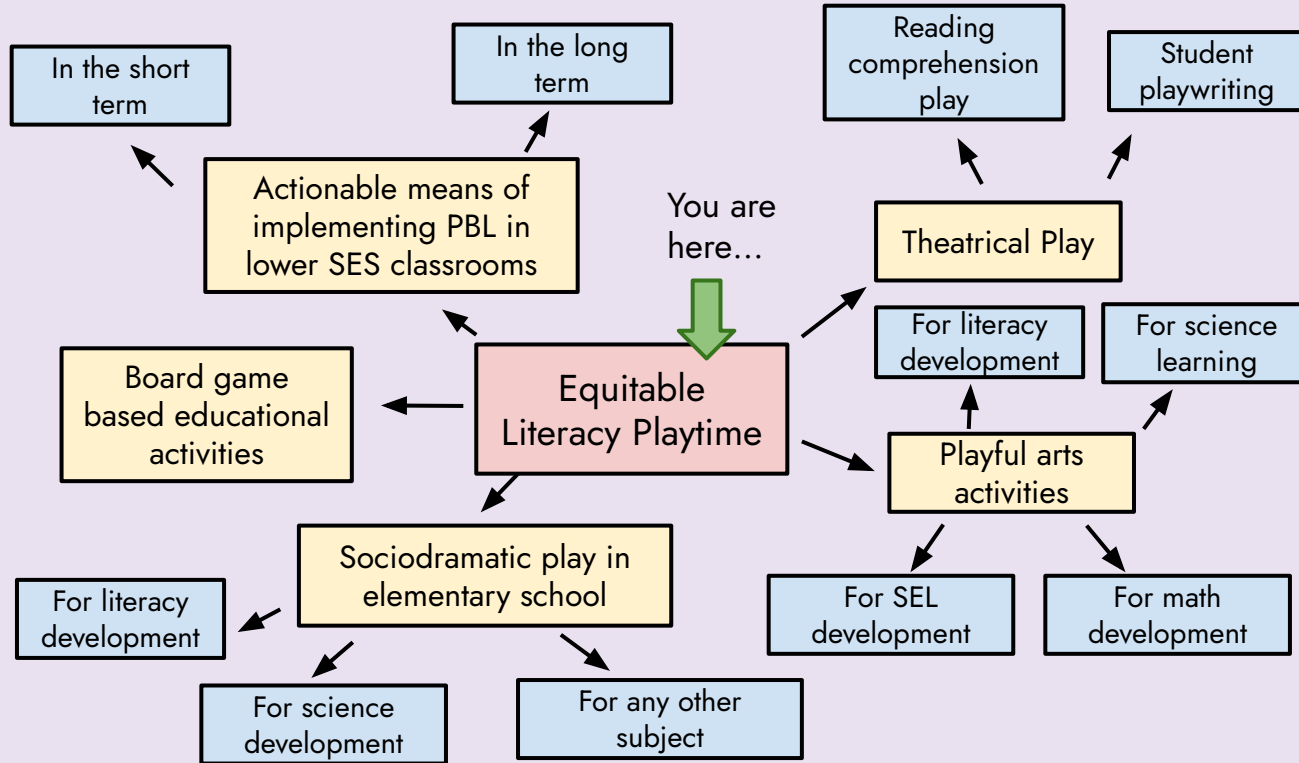 In the short
term
In the long
term
Reading
comprehension
play
Student
playwriting
Actionable means of
implementing PBL in
lower SES classrooms
You are
here...
Theatrical Play
For literacy
development
For science
learning
Board game
based educational
activities
Equitable
Literacy Playtime
Playful arts
activities
Sociodramatic play in
elementary school
For literacy
development
For SEL
development
For math
development
For science
development
For any other
subject